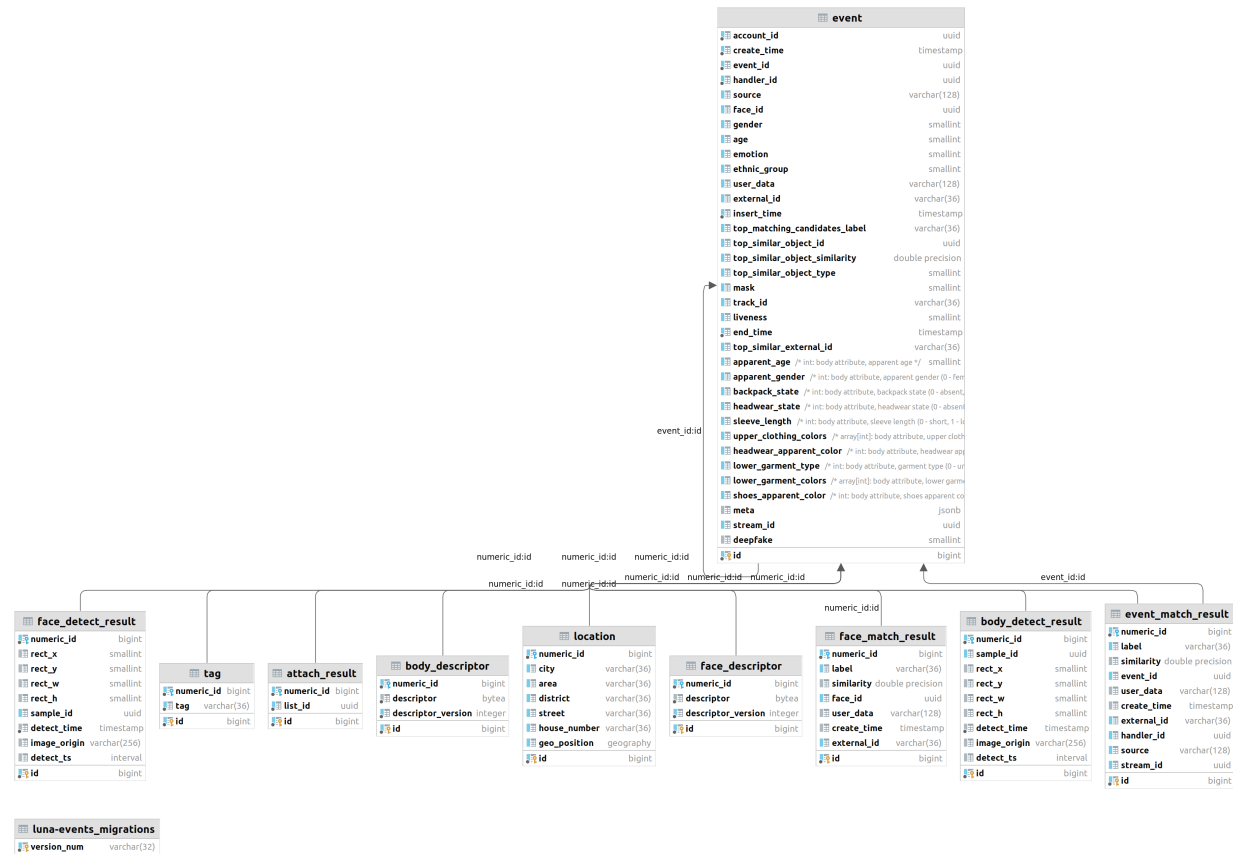 event
account_id uuid
create_time timestamp
event_id uuid
handler_id uuid
source varchar(128)
face_id uuid
gender smallint
age smallint
emotion smallint
ethnic_group smallint
user_data varchar(128)
external_id varchar(36)
insert_time timestamp
top_matching_candidates_label varchar(36)
top_similar_object_id uuid
top_similar_object_similarity double precision
top_similar_object_type smallint
mask smallint
track_id varchar(36)
liveness smallint
end_time timestamp
top_similar_external_id varchar(36)
apparent_age /* int: body attribute, apparent age */ smallint
apparent_gender /* int: body attribute, apparent gender (0 - fem
backpack_state /* int: body attribute, backpack state (0 - absent,
headwear_state /* int: body attribute, headwear state (0 - absent
sleeve_length /* int: body attribute, sleeve length (0 - short, 1 - lo
upper_clothing_colors /* array[int]: body attribute, upper cloth
headwear_apparent_color /* int: body attribute, headwear app
lower_garment_type /* int: body attribute, garment type (0 - un
lower_garment_colors /* array[int]: body attribute, lower garme
shoes_apparent_color /* int: body attribute, shoes apparent co
meta jsonb
stream_id uuid
deepfake smallint
id bigint
event_id:id
numeric_id:id numeric_id:id numeric_id:id
numeric_id:id numeric_id:id numeric_id:id
numeric_id:id numeric_id:id
event_id:id
numeric_id:id
face_detect_result
numeric_id bigint
rect_x smallint
rect_y smallint
rect_w smallint
rect_h smallint
sample_id uuid
detect_time timestamp
image_origin varchar(256)
detect_ts interval
id bigint
tag
numeric_id bigint
tag varchar(36)
id bigint
attach_result
numeric_id bigint
list_id uuid
id bigint
body_descriptor
numeric_id bigint
descriptor bytea
descriptor_version integer
id bigint
location
numeric_id bigint
city varchar(36)
area varchar(36)
district varchar(36)
street varchar(36)
house_number varchar(36)
geo_position geography
id bigint
face_descriptor
numeric_id bigint
descriptor bytea
descriptor_version integer
id bigint
face_match_result
numeric_id bigint
label varchar(36)
similarity double precision
face_id uuid
user_data varchar(128)
create_time timestamp
external_id varchar(36)
id bigint
body_detect_result
numeric_id bigint
sample_id uuid
rect_x smallint
rect_y smallint
rect_w smallint
rect_h smallint
detect_time timestamp
image_origin varchar(256)
detect_ts interval
id bigint
event_match_result
numeric_id bigint
label varchar(36)
similarity double precision
event_id uuid
user_data varchar(128)
create_time timestamp
external_id varchar(36)
handler_id uuid
source varchar(128)
stream_id uuid
id bigint
luna-events_migrations
version_num varchar(32)